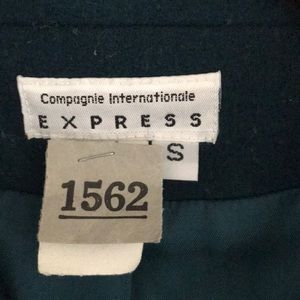 Compagnie Internationale
EXPRESS
S
1562